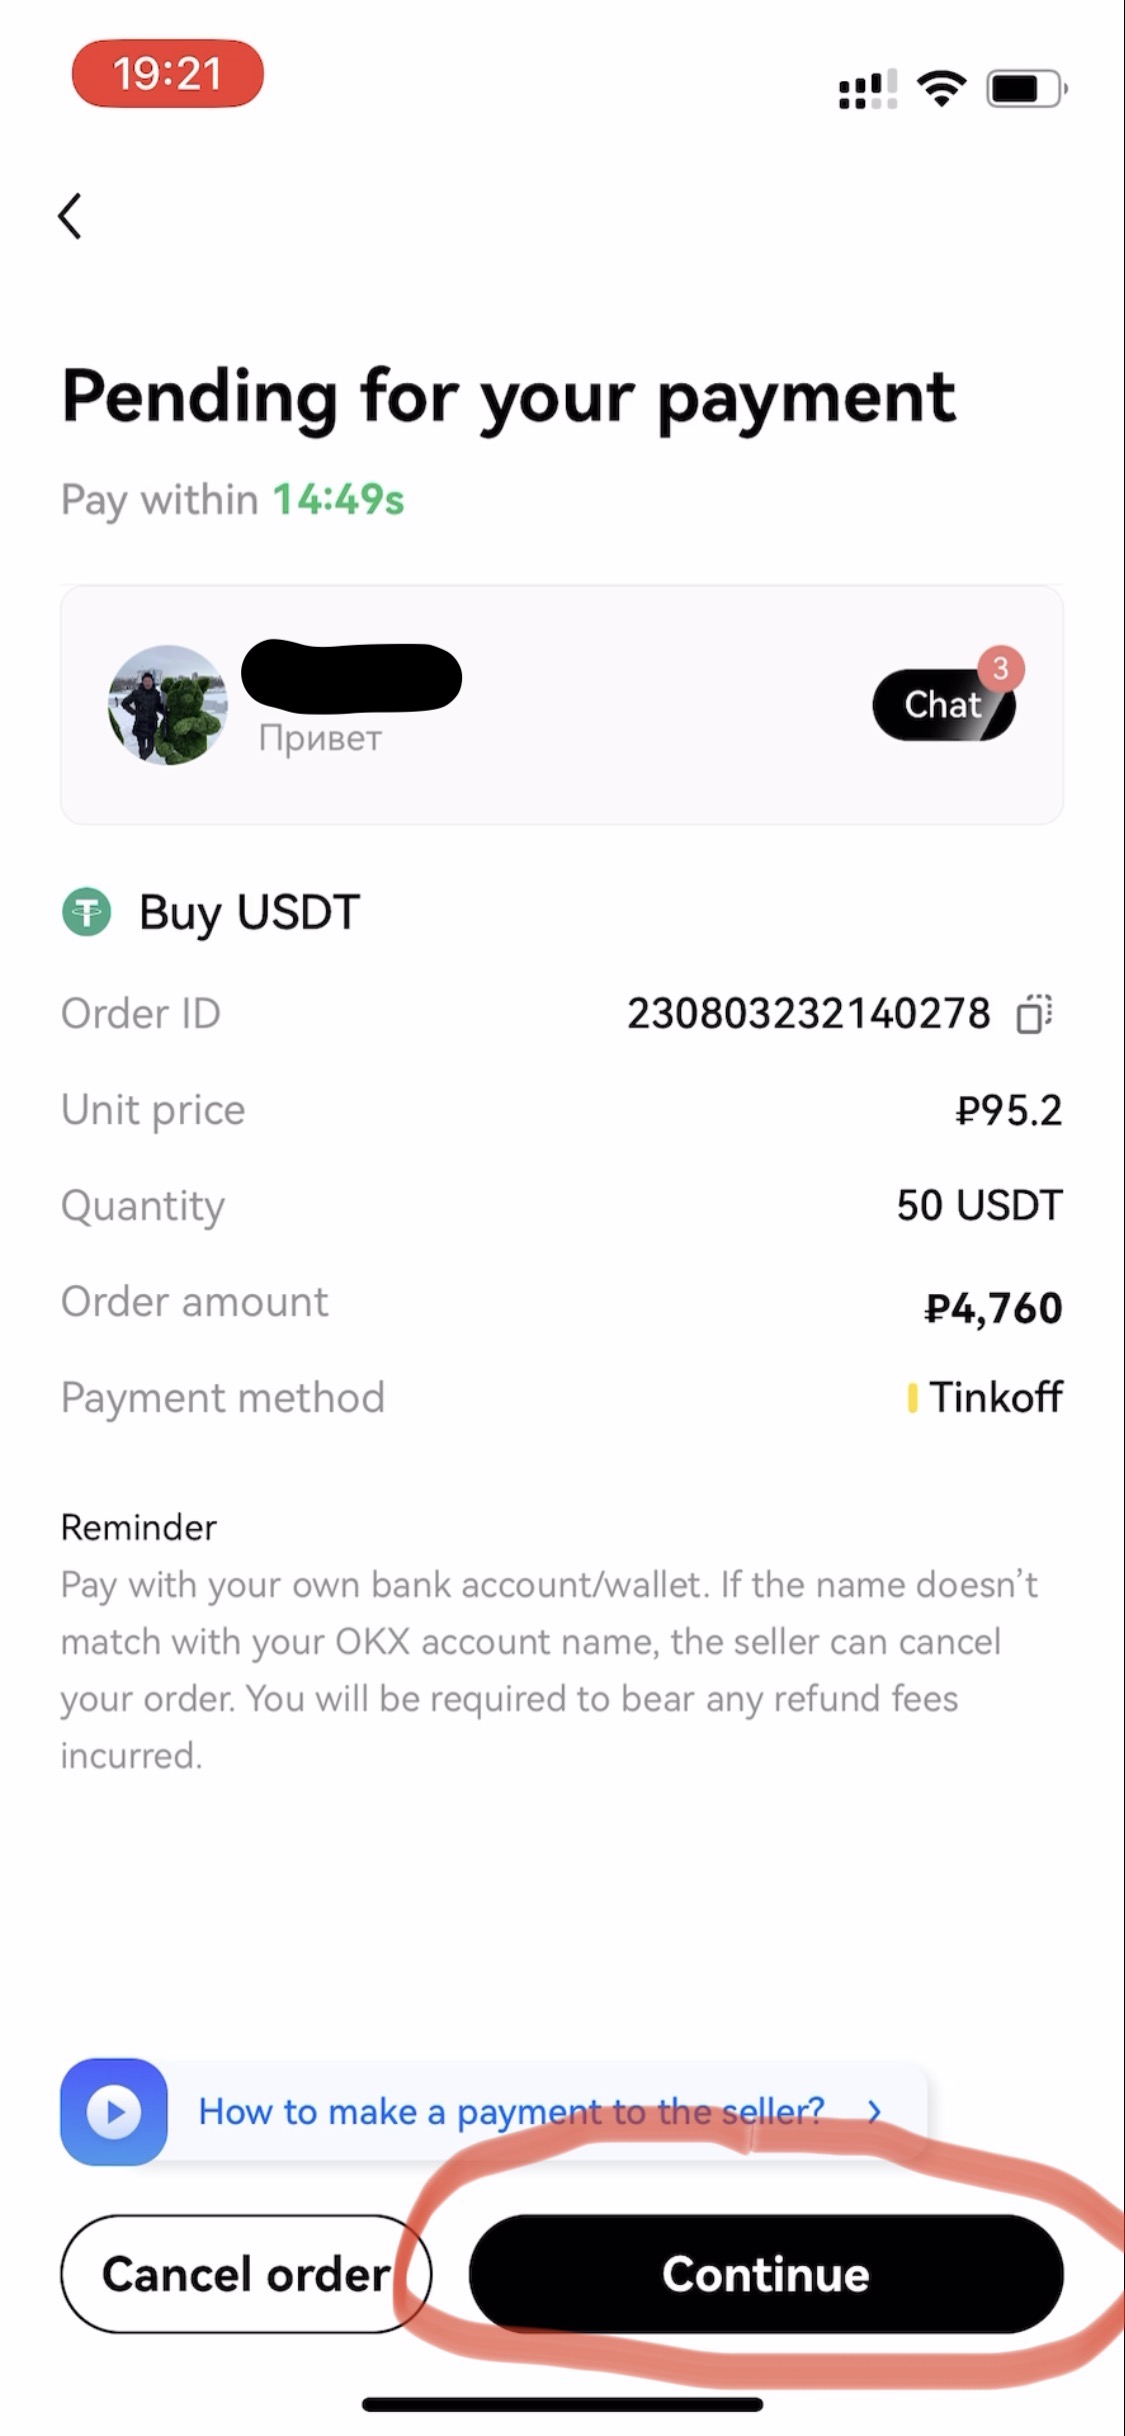 19:21
Pending for your payment
Pay within 14:49s
Привет
Chat
3
Buy USDT
Order ID 230803232140278
Unit price ₽95.2
Quantity 50 USDT
Order amount ₽4,760
Payment method Tinkoff
Reminder
Pay with your own bank account/wallet. If the name doesn’t
match with your OKX account name, the seller can cancel
your order. You will be required to bear any refund fees
incurred.
How to make a payment to the seller?
Cancel order
Continue